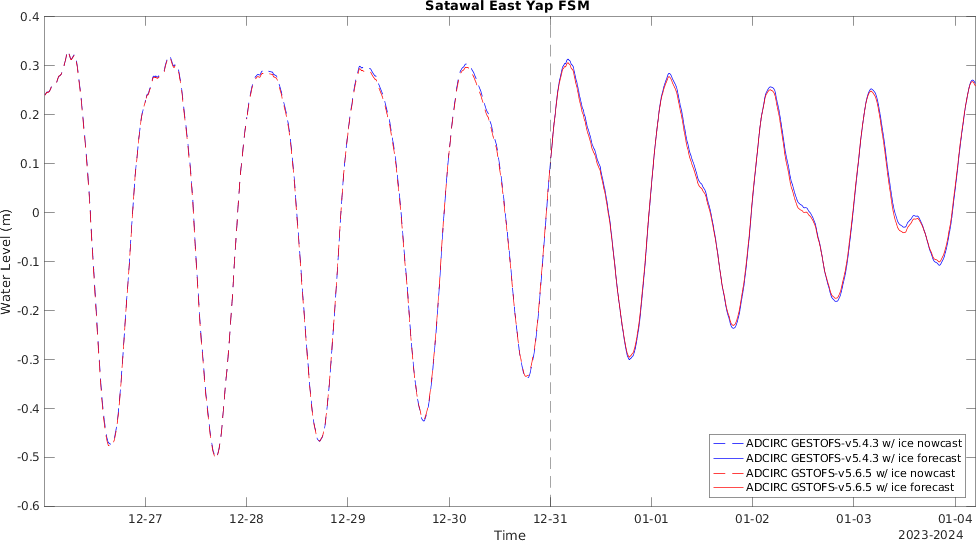 Satawal East Yap FSM
0.4
0.3
0.2
0.1
0
-0.1
-0.2
-0.3
-0.4
-0.5
-0.6
Water Level (m)
ADCIRC GESTOFS-v5.4.3 w/ ice nowcast
ADCIRC GESTOFS-v5.4.3 w/ ice forecast
ADCIRC GSTOFS-v5.6.5 w/ ice nowcast
ADCIRC GSTOFS-v5.6.5 w/ ice forecast
12-27 12-28 12-29 12-30 12-31 01-01 01-02 01-03 01-04
Time
2023-2024